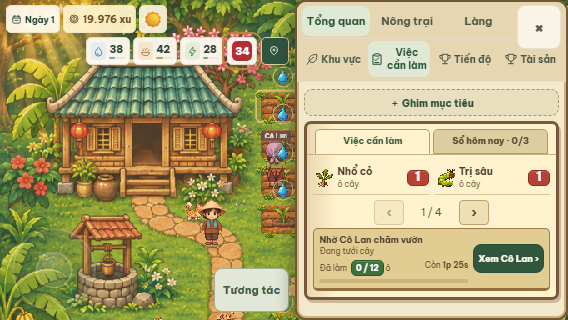 Ngày 1
19.976 xu
38
42
28
34
Cô Lan
Tương tác
Tổng quan
Nông trại
Làng
×
Khu vực
Việc cần làm
Tiến độ
Tài sản
+ Ghim mục tiêu
Việc cần làm
Sổ hôm nay · 0/3
Nhổ cỏ
ô cây
1
Trị sâu
ô cây
1
‹
1 / 4
›
Nhờ Cô Lan chăm vườn
Đang tưới cây
Đã làm 0 / 12 ô
Còn 1p 25s
Xem Cô Lan ›